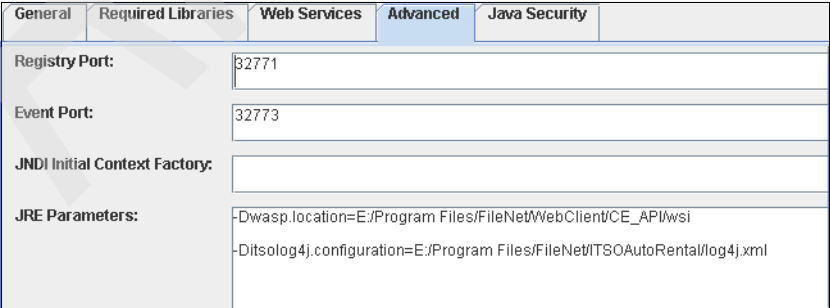 General Required Libraries Web Services Advanced Java Security
Registry Port: 32771
Event Port: 32773
JNDI Initial Context Factory:
JRE Parameters: -Dwasp.location=E:/Program Files/FileNet/WebClient/CE_API/wsi
-Ditsolog4j.configuration=E:/Program Files/FileNet/ITSOAutoRental/log4j.xml